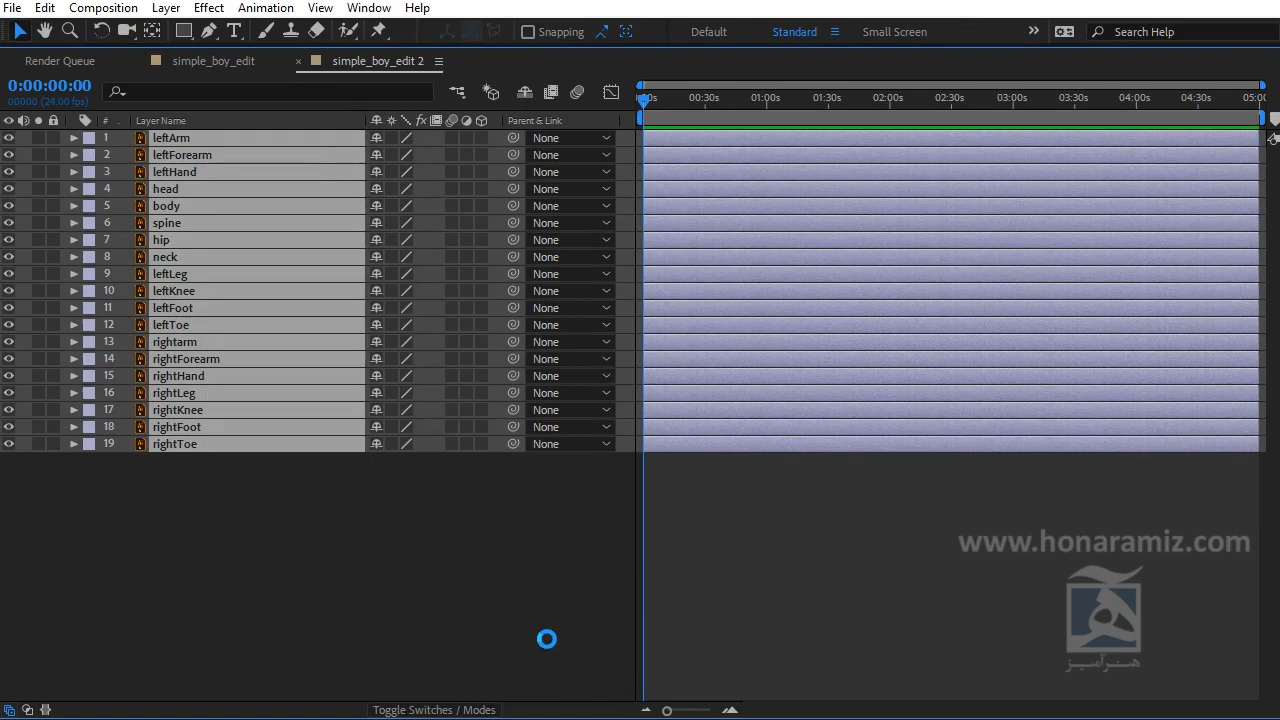 File Edit Composition Layer Effect Animation View Window Help
Snapping Default Standard Small Screen Search Help
Render Queue simple_boy_edit simple_boy_edit 2
0:00:00:00
00000 (24.00 fps)
00s 00:30s 01:00s 01:30s 02:00s 02:30s 03:00s 03:30s 04:00s 04:30s 05:00
# Layer Name fx Parent & Link
1 leftArm None
2 leftForearm None
3 leftHand None
4 head None
5 body None
6 spine None
7 hip None
8 neck None
9 leftLeg None
10 leftKnee None
11 leftFoot None
12 leftToe None
13 rightarm None
14 rightForearm None
15 rightHand None
16 rightLeg None
17 rightKnee None
18 rightFoot None
19 rightToe None
www.honaramiz.com
هنرآمیز
Toggle Switches / Modes